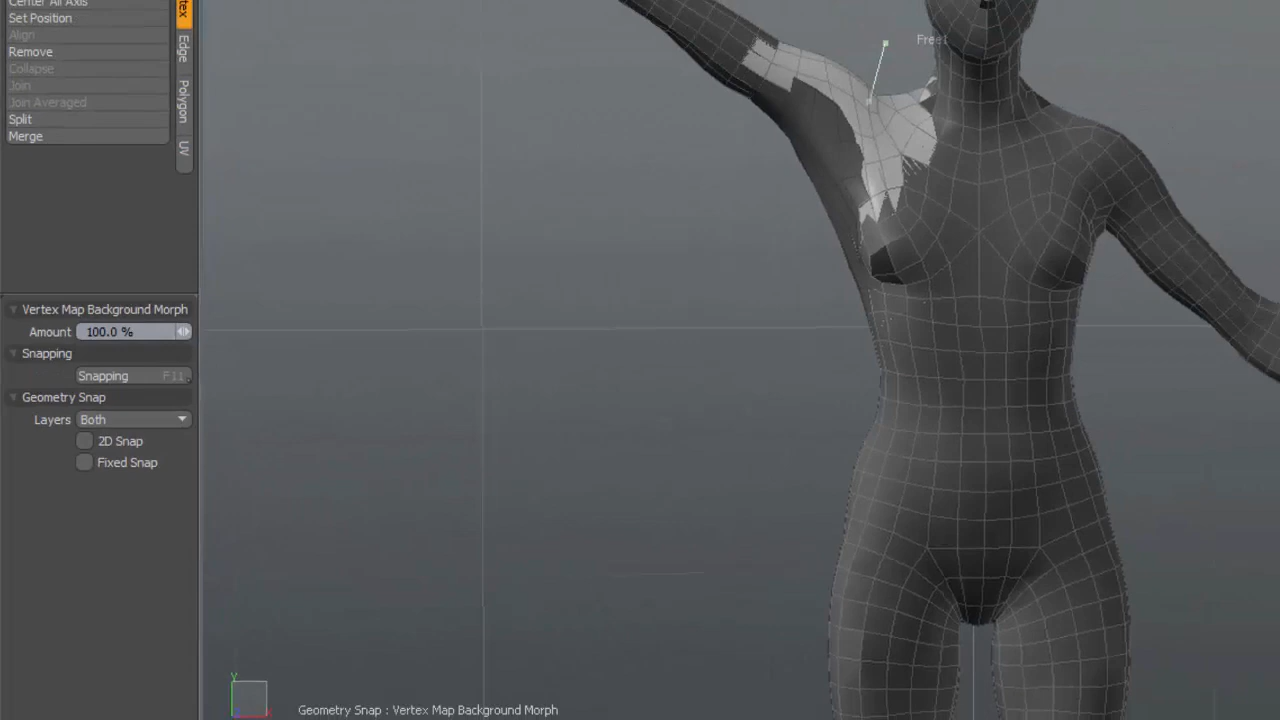 Center All Axis
Set Position
Align
Remove
Collapse
Join
Join Averaged
Split
Merge
tex
Edge
Polygon
UV
Vertex Map Background Morph
Amount 100.0 %
Snapping
Snapping F11
Geometry Snap
Layers Both
2D Snap
Fixed Snap
Free
Y
Geometry Snap : Vertex Map Background Morph